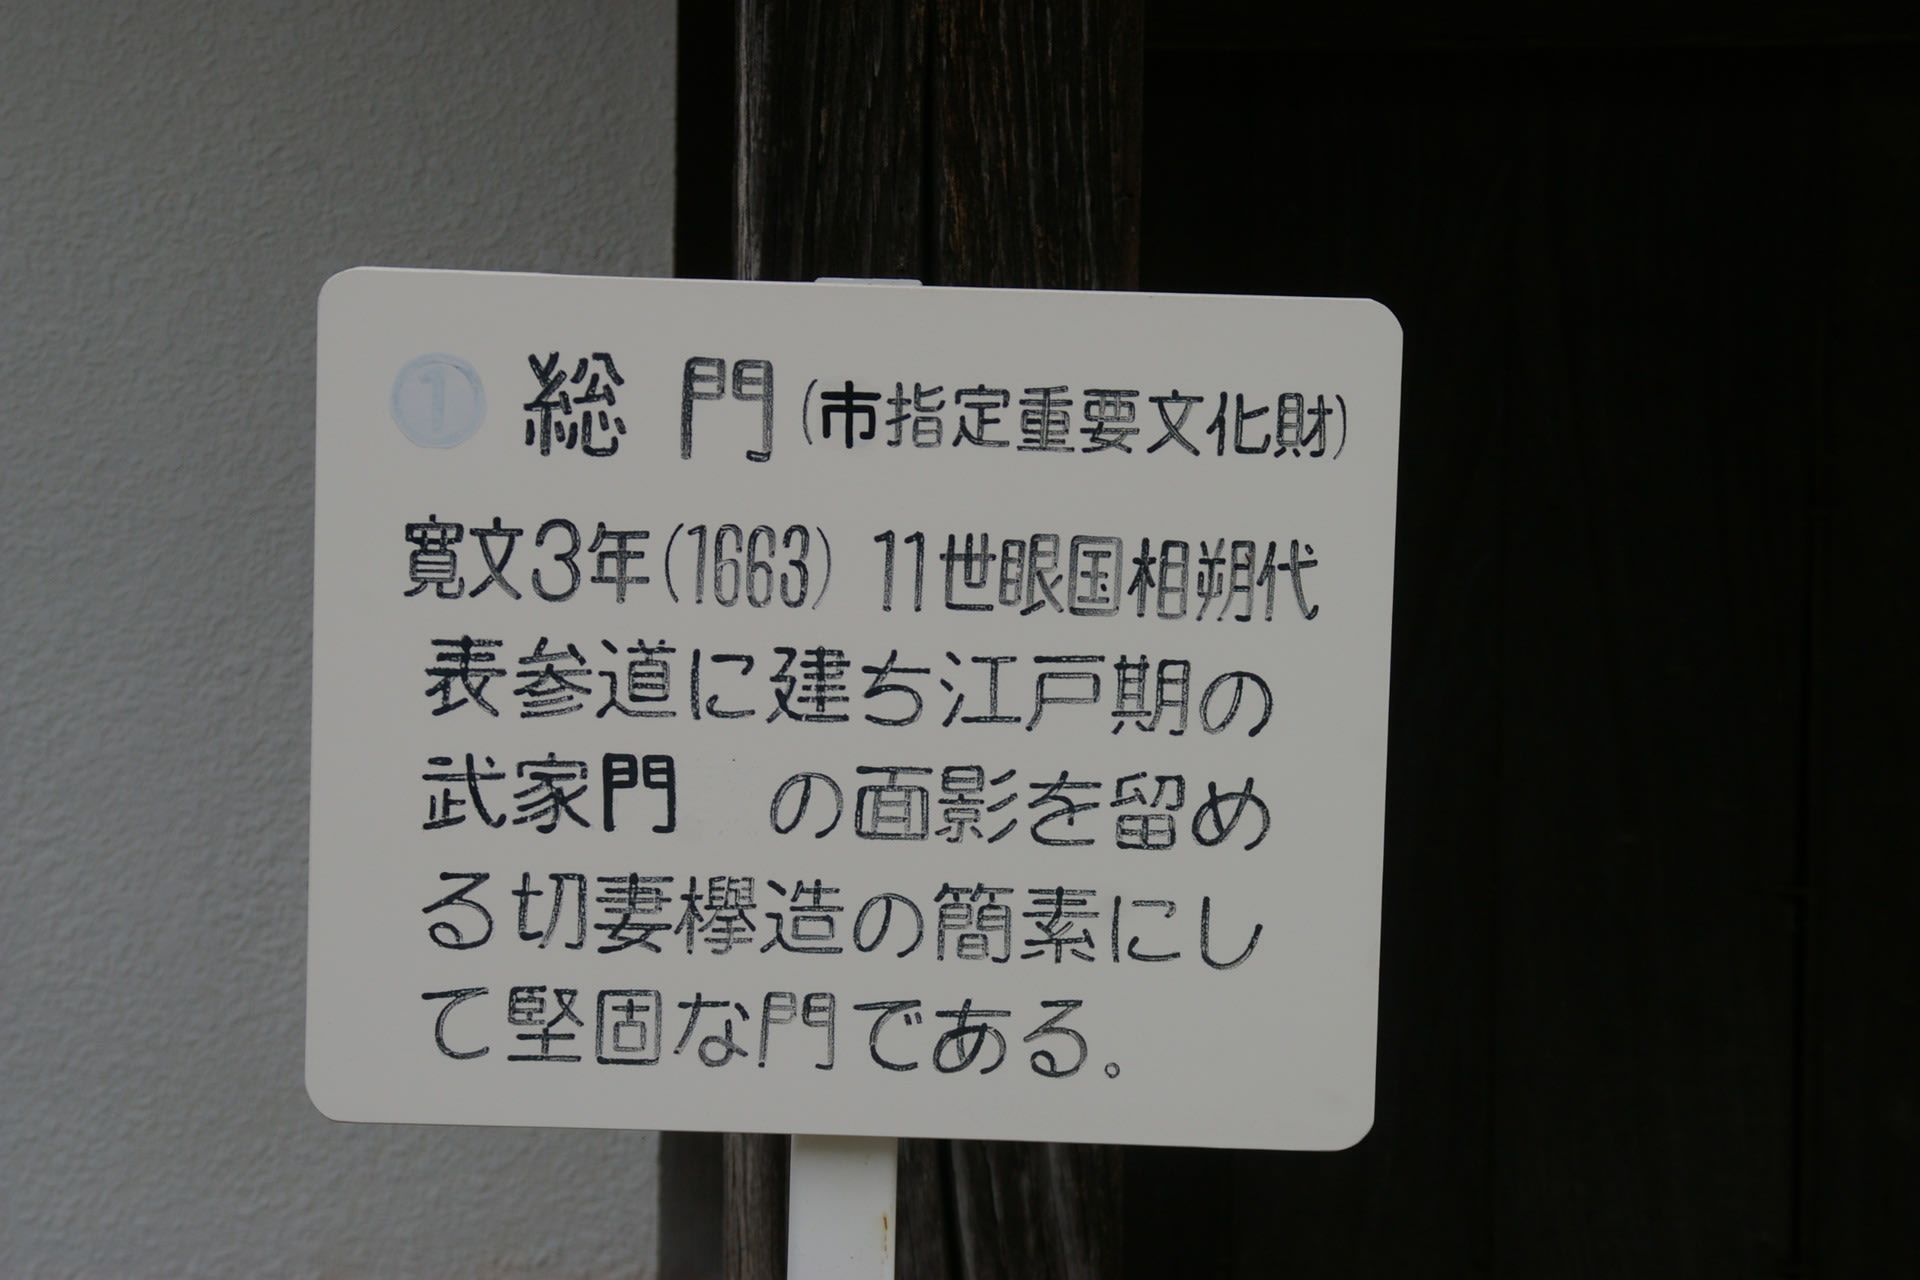 ① 総門(市指定重要文化財)
寛文3年(1663) 11世眼国相朔代
表参道に建ち江戸期の
武家門 の面影を留め
る切妻欅造の簡素にし
て堅固な門である。